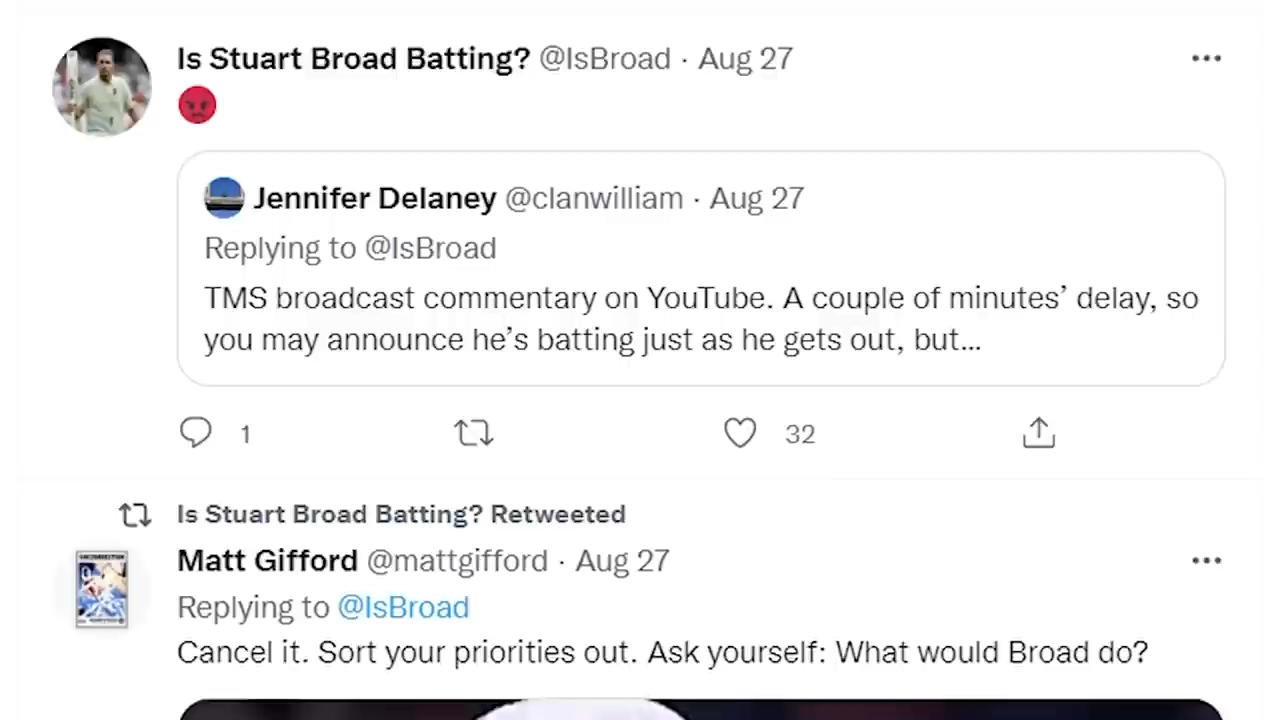 Is Stuart Broad Batting? @IsBroad · Aug 27
😡
Jennifer Delaney @clanwilliam · Aug 27
Replying to @IsBroad
TMS broadcast commentary on YouTube. A couple of minutes’ delay, so
you may announce he’s batting just as he gets out, but...
1 32
Is Stuart Broad Batting? Retweeted
Matt Gifford @mattgifford · Aug 27
Replying to @IsBroad
Cancel it. Sort your priorities out. Ask yourself: What would Broad do?